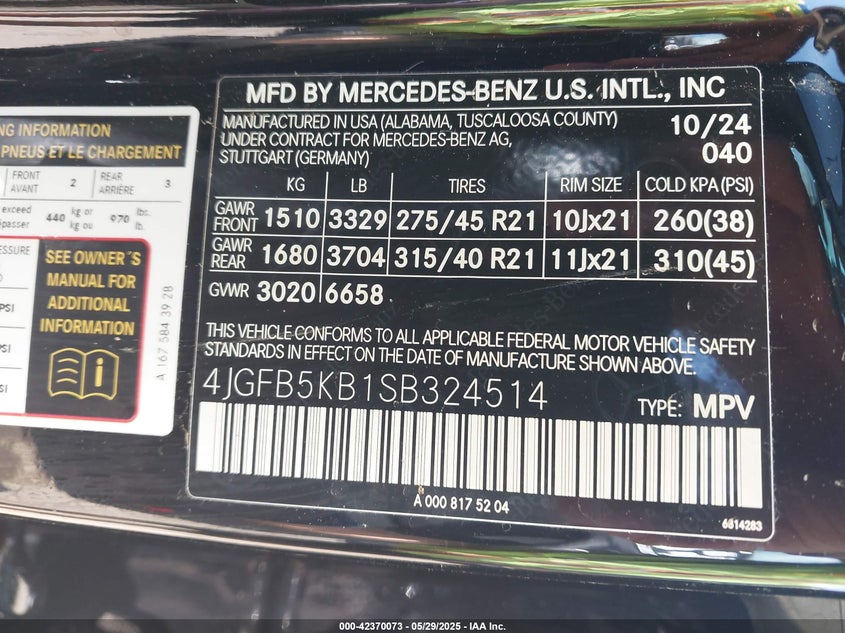 NG INFORMATION
PNEUS ET LE CHARGEMENT
FRONT AVANT 2 REAR ARRIÈRE 3
exceed 440 kg or kg ou 970 lbs. lb.
SEE OWNER'S
MANUAL FOR
ADDITIONAL
INFORMATION
PSI
PSI
PSI
A 167 584 39 28
MFD BY MERCEDES-BENZ U.S. INTL., INC
MANUFACTURED IN USA (ALABAMA, TUSCALOOSA COUNTY)
UNDER CONTRACT FOR MERCEDES-BENZ AG,
STUTTGART (GERMANY)
10/24
040
KG LB TIRES RIM SIZE COLD KPA (PSI)
GAWR FRONT 1510 3329 275/45 R21 10Jx21 260(38)
GAWR REAR 1680 3704 315/40 R21 11Jx21 310(45)
GVWR 3020 6658
THIS VEHICLE CONFORMS TO ALL APPLICABLE FEDERAL MOTOR VEHICLE SAFETY
STANDARDS IN EFFECT ON THE DATE OF MANUFACTURE SHOWN ABOVE.
4JGFB5KB1SB324514
TYPE: MPV
A 000 817 52 04
6814283
000-42370073 - 05/29/2025 - IAA Inc.